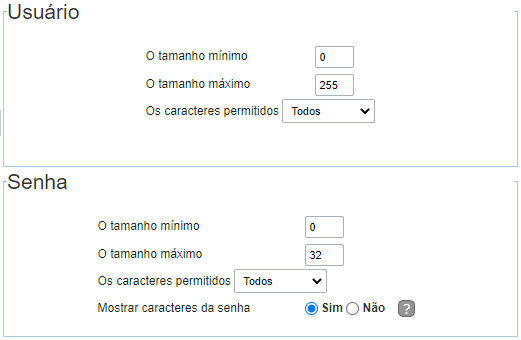 Usuário
O tamanho mínimo 0
O tamanho máximo 255
Os caracteres permitidos Todos
Senha
O tamanho mínimo 0
O tamanho máximo 32
Os caracteres permitidos Todos
Mostrar caracteres da senha Sim Não ?